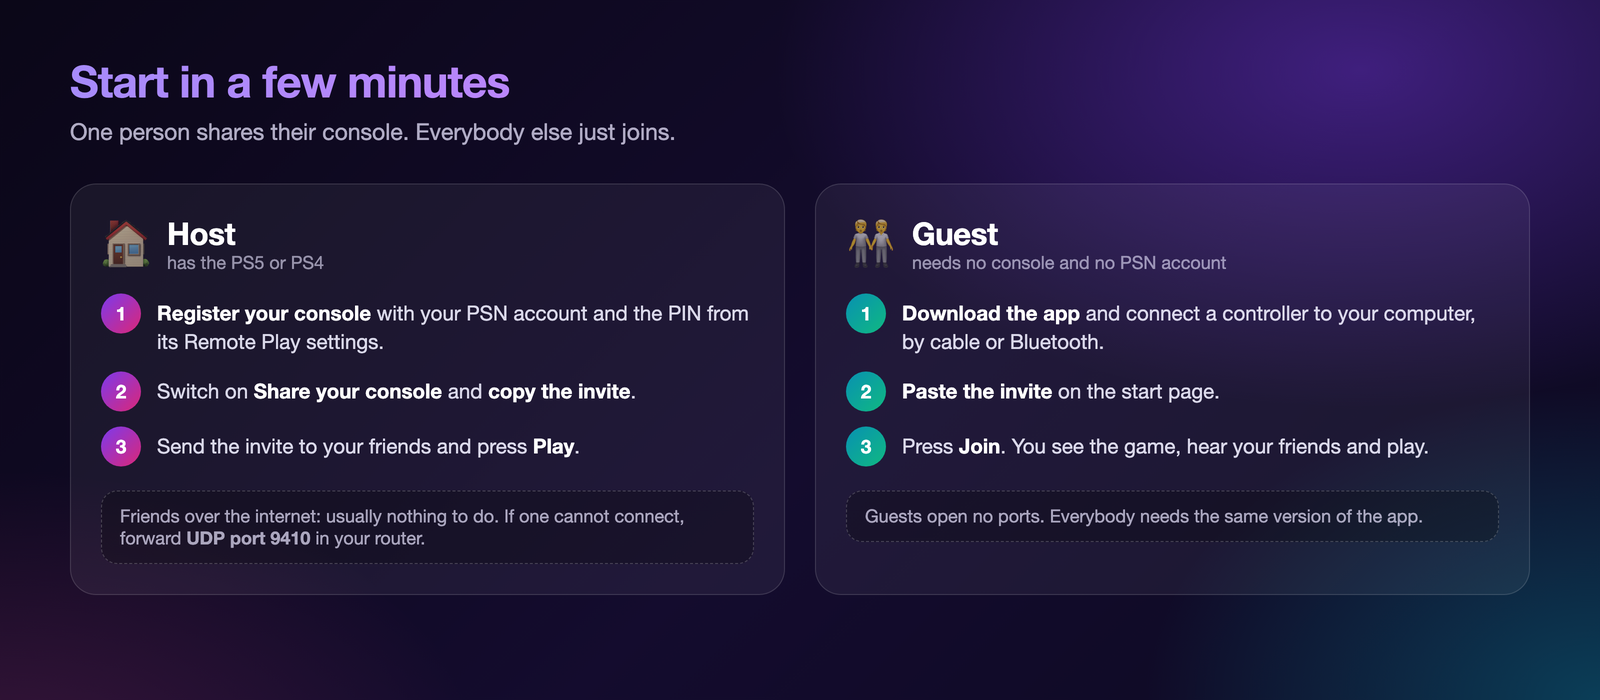 Start in a few minutes
One person shares their console. Everybody else just joins.
Host
has the PS5 or PS4
1 Register your console with your PSN account and the PIN from
its Remote Play settings.
2 Switch on Share your console and copy the invite.
3 Send the invite to your friends and press Play.
Friends over the internet: usually nothing to do. If one cannot connect,
forward UDP port 9410 in your router.
Guest
needs no console and no PSN account
1 Download the app and connect a controller to your computer,
by cable or Bluetooth.
2 Paste the invite on the start page.
3 Press Join. You see the game, hear your friends and play.
Guests open no ports. Everybody needs the same version of the app.